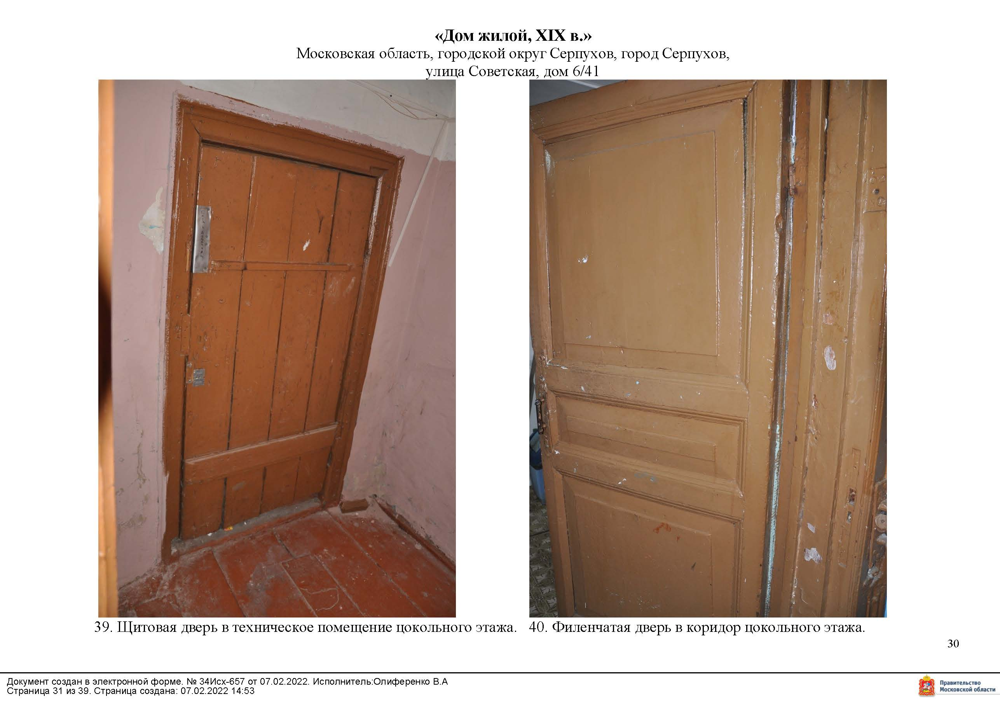 «Дом жилой, XIX в.»
Московская область, городской округ Серпухов, город Серпухов,
улица Советская, дом 6/41
39. Щитовая дверь в техническое помещение цокольного этажа.
40. Филенчатая дверь в коридор цокольного этажа.
30
Документ создан в электронной форме. № 34Исх-657 от 07.02.2022. Исполнитель:Олиференко В.А
Страница 31 из 39. Страница создана: 07.02.2022 14:53
Правительство
Московской области